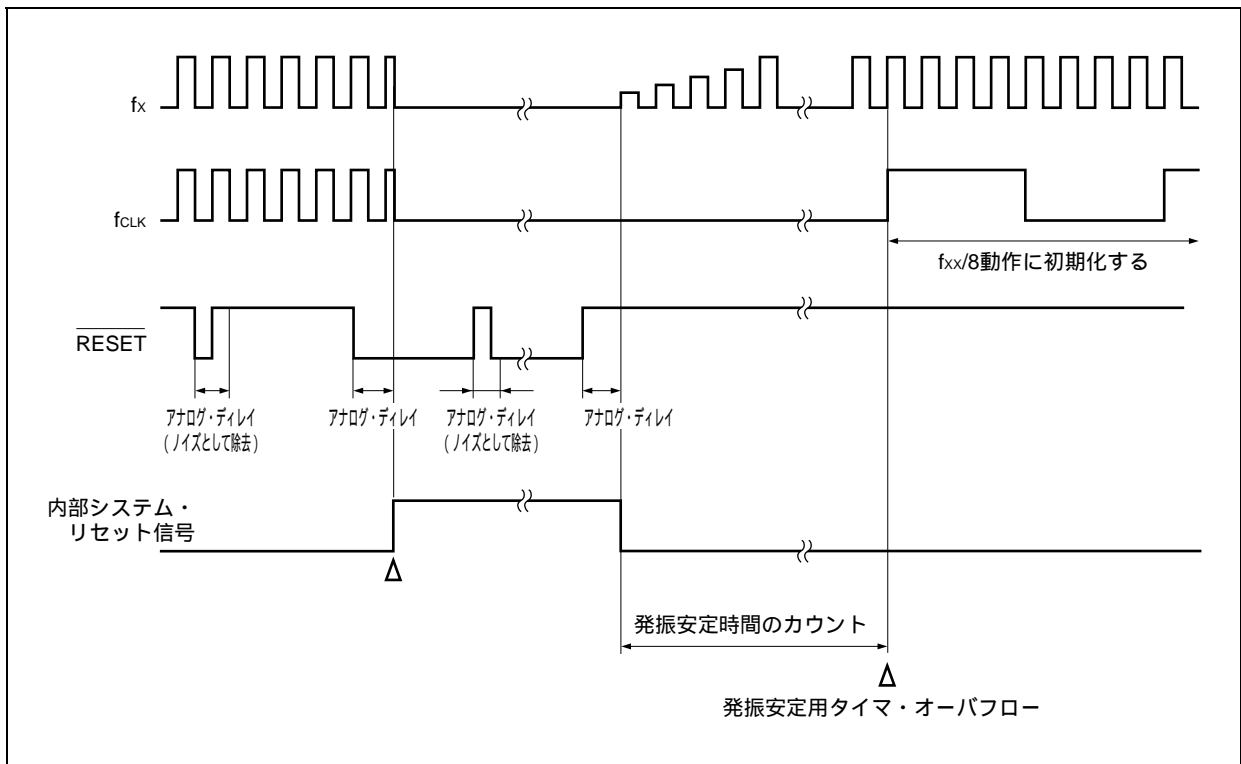 fX
fCLK
fXX/8動作に初期化する
RESET
アナログ・ディレイ
(ノイズとして除去)
アナログ・ディレイ
アナログ・ディレイ
(ノイズとして除去)
アナログ・ディレイ
内部システム・
リセット信号
発振安定時間のカウント
発振安定用タイマ・オーバフロー